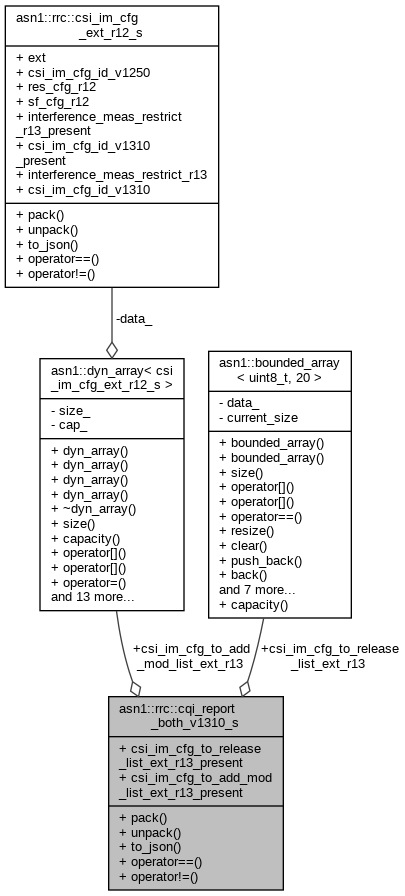 asn1::rrc::csi_im_cfg
_ext_r12_s
+ ext
+ csi_im_cfg_id_v1250
+ res_cfg_r12
+ sf_cfg_r12
+ interference_meas_restrict
_r13_present
+ csi_im_cfg_id_v1310
_present
+ interference_meas_restrict_r13
+ csi_im_cfg_id_v1310
+ pack()
+ unpack()
+ to_json()
+ operator==()
+ operator!=()
-data_
asn1::dyn_array< csi
_im_cfg_ext_r12_s >
- size_
- cap_
+ dyn_array()
+ dyn_array()
+ dyn_array()
+ dyn_array()
+ ~dyn_array()
+ size()
+ capacity()
+ operator[]()
+ operator[]()
+ operator=()
and 13 more...
asn1::bounded_array
< uint8_t, 20 >
- data_
- current_size
+ bounded_array()
+ bounded_array()
+ size()
+ operator[]()
+ operator[]()
+ operator==()
+ resize()
+ clear()
+ push_back()
+ back()
and 7 more...
+ capacity()
+csi_im_cfg_to_add
_mod_list_ext_r13
+csi_im_cfg_to_release
_list_ext_r13
asn1::rrc::cqi_report
_both_v1310_s
+ csi_im_cfg_to_release
_list_ext_r13_present
+ csi_im_cfg_to_add_mod
_list_ext_r13_present
+ pack()
+ unpack()
+ to_json()
+ operator==()
+ operator!=()